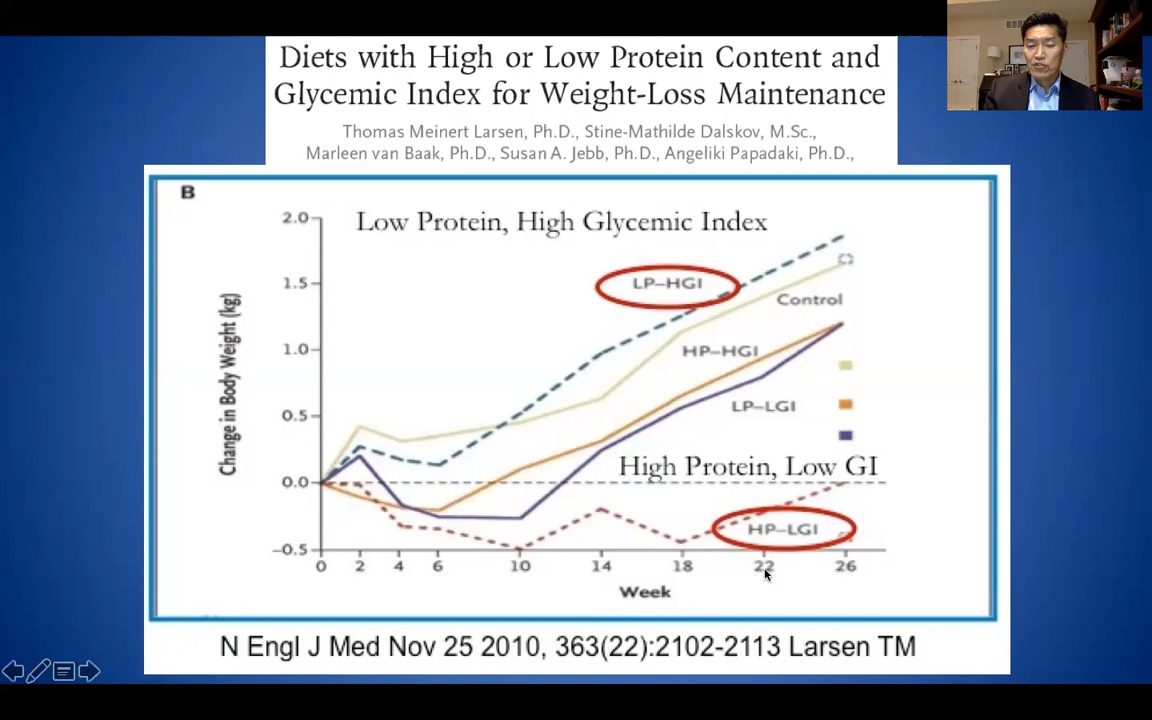 Diets with High or Low Protein Content and
Glycemic Index for Weight-Loss Maintenance
Thomas Meinert Larsen, Ph.D., Stine-Mathilde Dalskov, M.Sc.,
Marleen van Baak, Ph.D., Susan A. Jebb, Ph.D., Angeliki Papadaki, Ph.D.,
B
Change in Body Weight (kg)
2.0
1.5
1.0
0.5
0.0
−0.5
Low Protein, High Glycemic Index
LP–HGI
Control
HP–HGI
LP–LGI
High Protein, Low GI
HP–LGI
0 2 4 6 10 14 18 22 26
Week
N Engl J Med Nov 25 2010, 363(22):2102-2113 Larsen TM